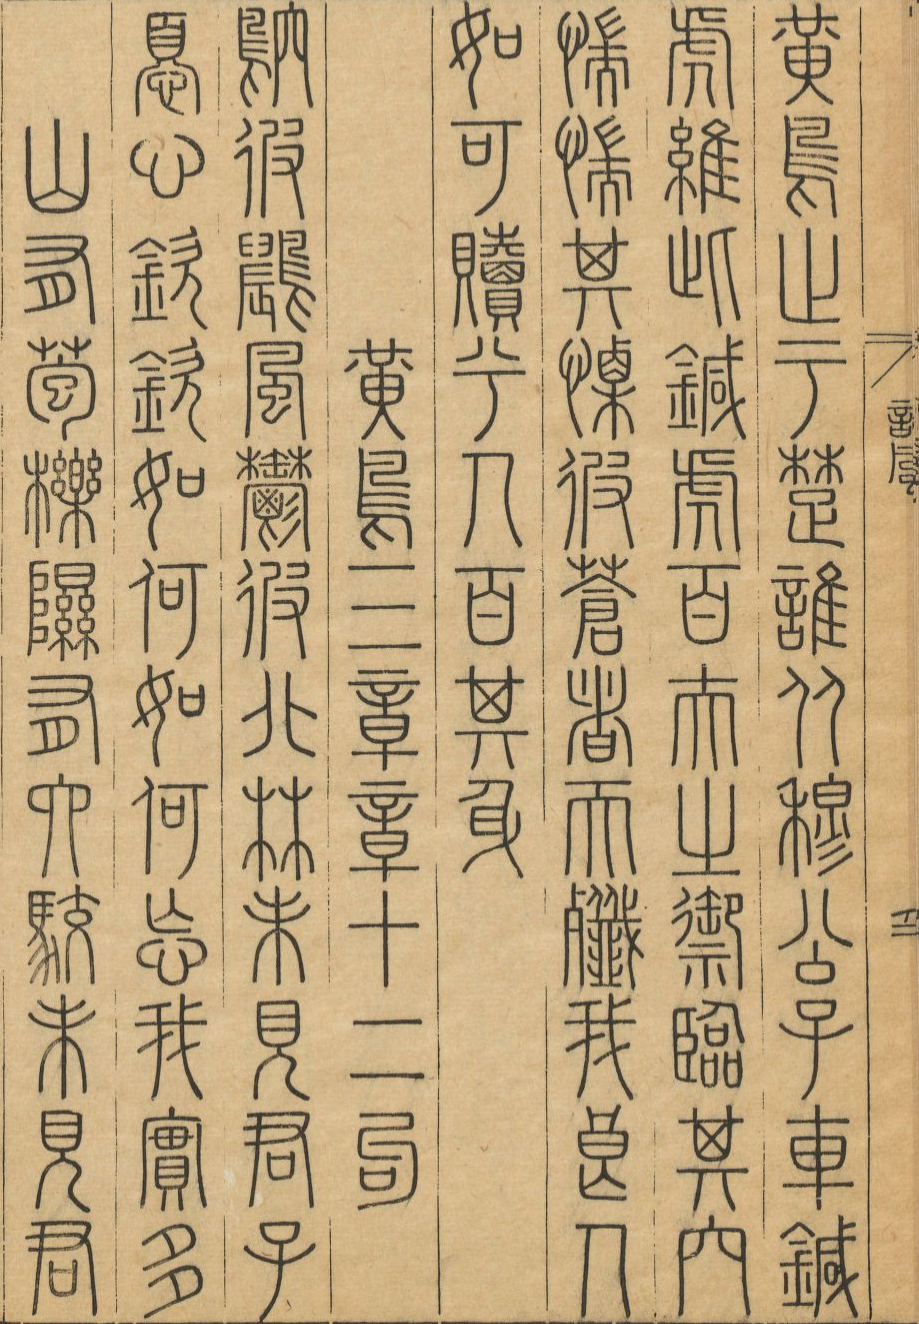 黃鳥止于楚誰从穆公子車鍼
虎維此鍼虎百夫之禦臨其穴
惴惴其慄彼蒼者天殲我良人
如可贖兮人百其身
黃鳥三章章十二句
鴥彼鷐風鬱彼北林未見君子
憂心欽欽如何如何忘我實多
山有苞櫟隰有六駮未見君